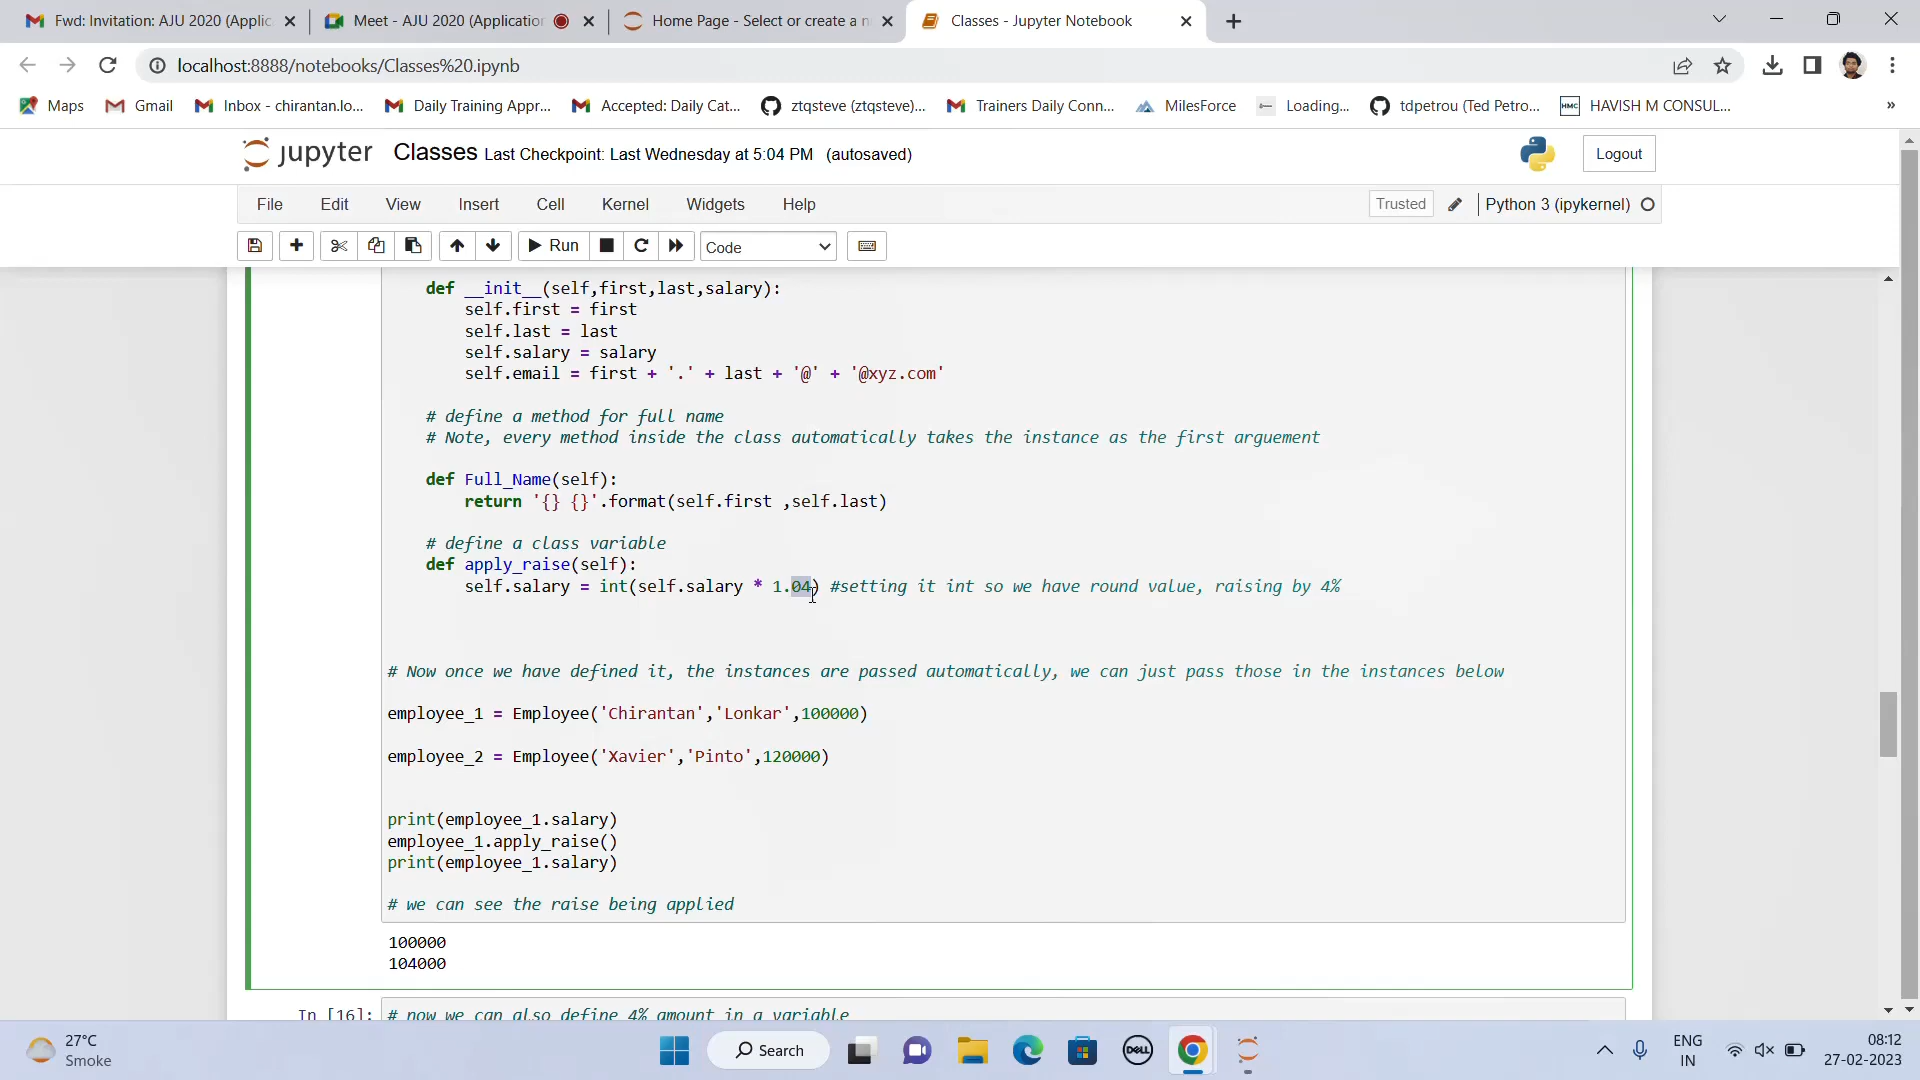 Fwd: Invitation: AJU 2020 (Applic
Meet - AJU 2020 (Application
Home Page - Select or create a n
Classes - Jupyter Notebook
localhost:8888/notebooks/Classes%20.ipynb
Maps
Gmail
Inbox - chirantan.lo...
Daily Training Appr...
Accepted: Daily Cat...
ztqsteve (ztqsteve)...
Trainers Daily Conn...
MilesForce
Loading...
tdpetrou (Ted Petro...
HMC
HAVISH M CONSUL...
»
jupyter Classes Last Checkpoint: Last Wednesday at 5:04 PM (autosaved)
Logout
File Edit View Insert Cell Kernel Widgets Help
Trusted
Python 3 (ipykernel)
Run
Code
def __init__(self,first,last,salary):
self.first = first
self.last = last
self.salary = salary
self.email = first + '.' + last + '@' + '@xyz.com'
# define a method for full name
# Note, every method inside the class automatically takes the instance as the first arguement
def Full_Name(self):
return '{} {}'.format(self.first ,self.last)
# define a class variable
def apply_raise(self):
self.salary = int(self.salary * 1.04) #setting it int so we have round value, raising by 4%
# Now once we have defined it, the instances are passed automatically, we can just pass those in the instances below
employee_1 = Employee('Chirantan','Lonkar',100000)
employee_2 = Employee('Xavier','Pinto',120000)
print(employee_1.salary)
employee_1.apply_raise()
print(employee_1.salary)
# we can see the raise being applied
100000
104000
In [16]: # now we can also define 4% amount in a variable
27°C
Smoke
Search
DELL
ENG
IN
08:12
27-02-2023